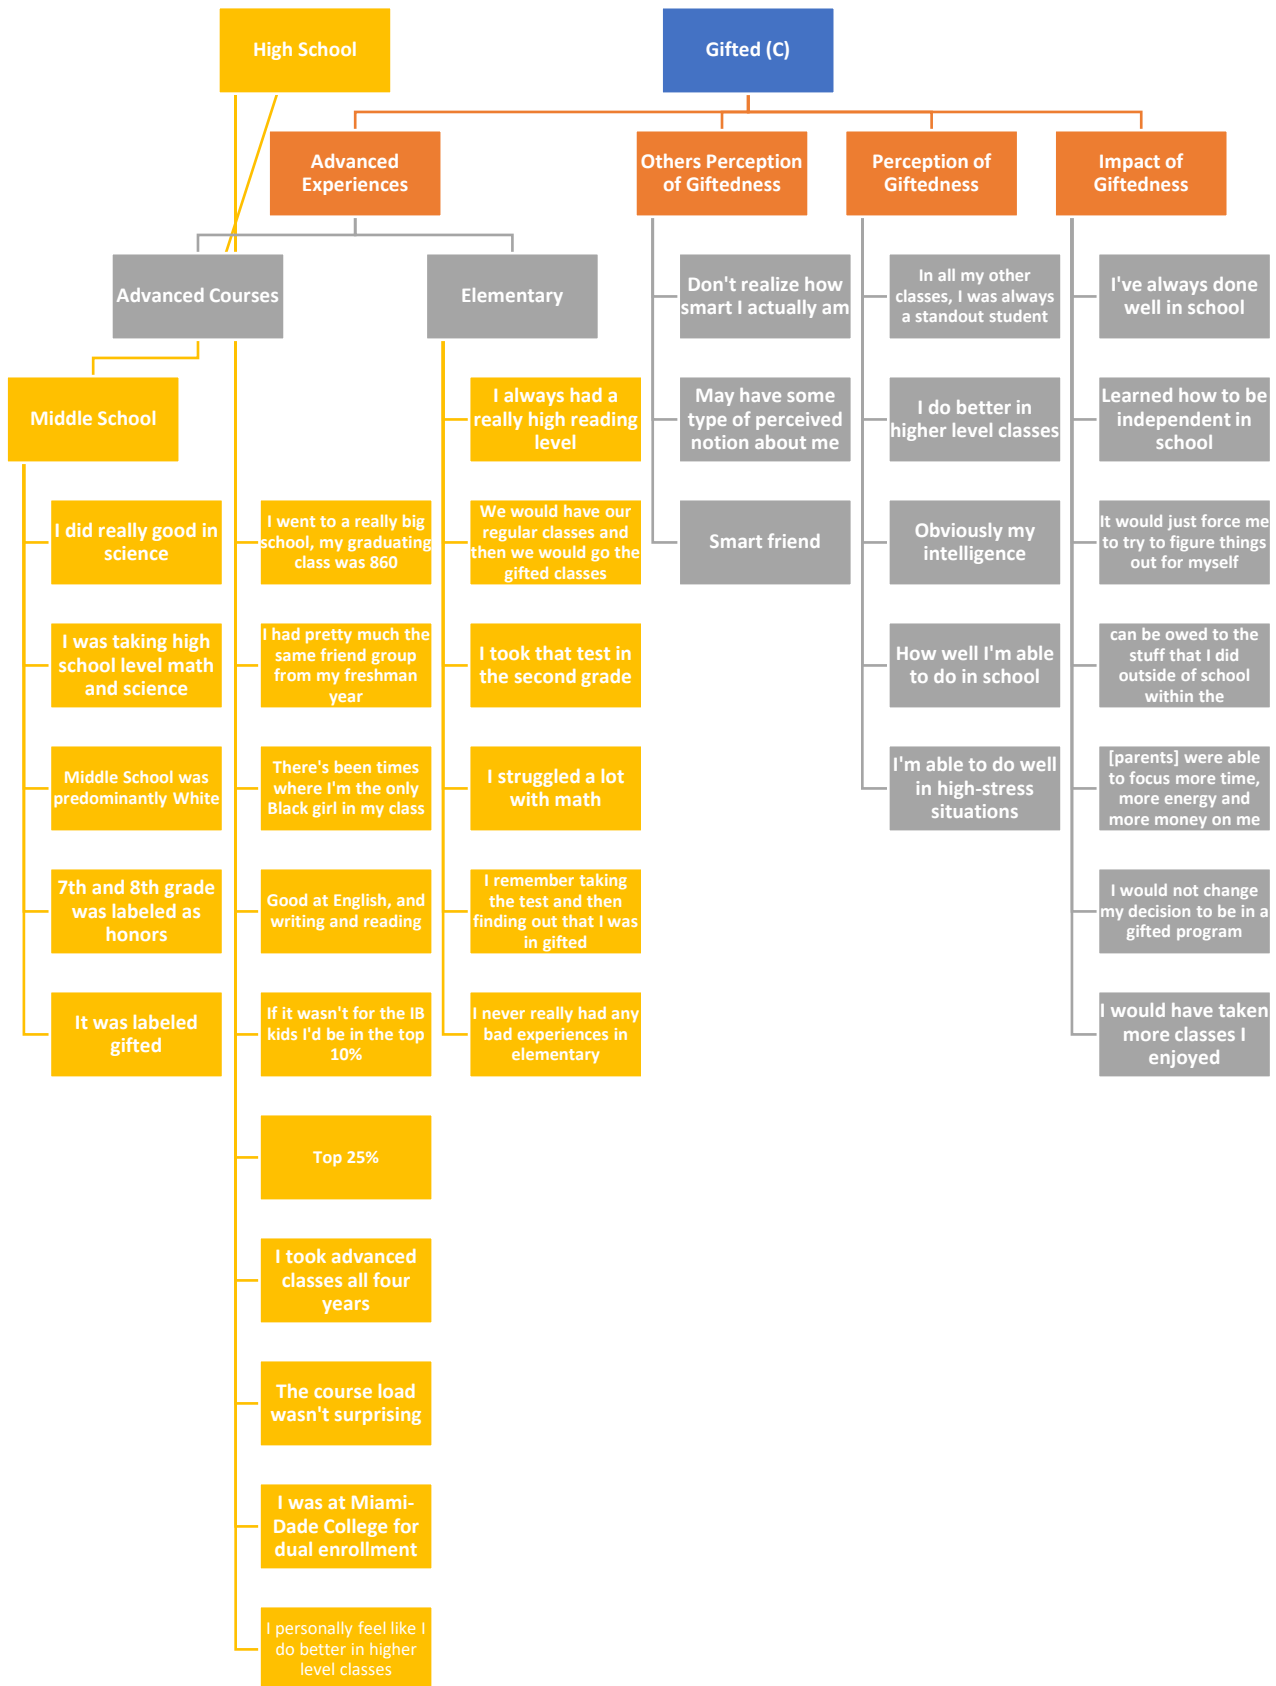 High School
Gifted (C)
Advanced
Experiences
Others Perception
of Giftedness
Perception of
Giftedness
Impact of
Giftedness
Advanced Courses
Elementary
Middle School
I did really good in
science
I was taking high
school level math
and science
Middle School was
predominantly White
7th and 8th grade
was labeled as
honors
It was labeled
gifted
I went to a really big
school, my graduating
class was 860
I had pretty much the
same friend group
from my freshman
year
There's been times
where I'm the only
Black girl in my class
Good at English, and
writing and reading
If it wasn't for the IB
kids I'd be in the top
10%
Top 25%
I took advanced
classes all four
years
The course load
wasn't surprising
I was at Miami-
Dade College for
dual enrollment
I personally feel like I
do better in higher
level classes
I always had a
really high reading
level
We would have our
regular classes and
then we would go the
gifted classes
I took that test in
the second grade
I struggled a lot
with math
I remember taking
the test and then
finding out that I was
in gifted
I never really had any
bad experiences in
elementary
Don't realize how
smart I actually am
May have some
type of perceived
notion about me
Smart friend
In all my other
classes, I was always
a standout student
I do better in
higher level classes
Obviously my
intelligence
How well I'm able
to do in school
I'm able to do well
in high-stress
situations
I've always done
well in school
Learned how to be
independent in
school
It would just force me
to try to figure things
out for myself
can be owed to the
stuff that I did
outside of school
within the
[parents] were able
to focus more time,
more energy and
more money on me
I would not change
my decision to be in a
gifted program
I would have taken
more classes I
enjoyed